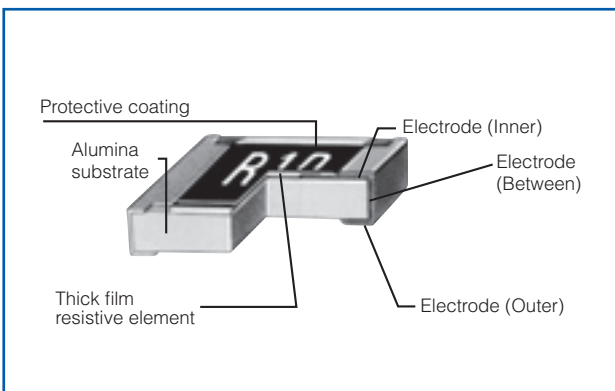 Protective coating
Alumina
substrate
R10
Electrode (Inner)
Electrode
(Between)
Thick film
resistive element
Electrode (Outer)